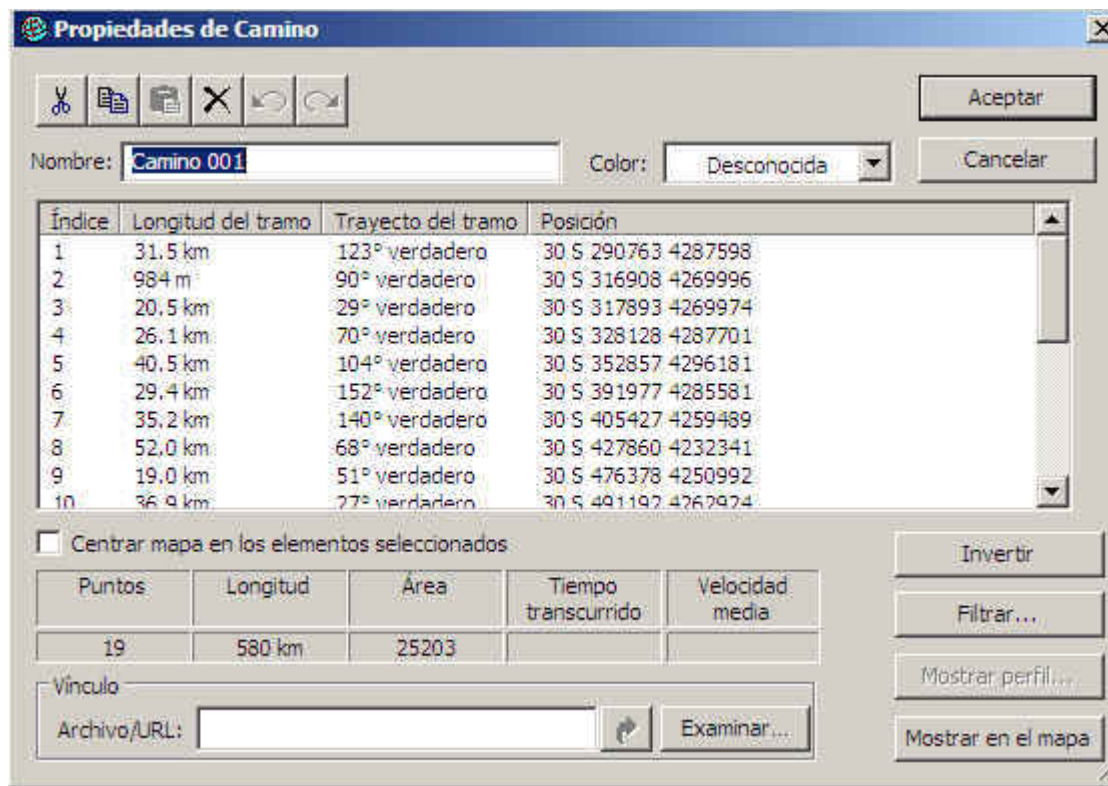 Propiedades de Camino
Aceptar
Nombre: Camino 001 Color: Desconocida Cancelar
Índice Longitud del tramo Trayecto del tramo Posición
1 31.5 km 123° verdadero 30 S 290763 4287598
2 984 m 90° verdadero 30 S 316908 4269996
3 20.5 km 29° verdadero 30 S 317893 4269974
4 26.1 km 70° verdadero 30 S 328128 4287701
5 40.5 km 104° verdadero 30 S 352857 4296181
6 29.4 km 152° verdadero 30 S 391977 4285581
7 35.2 km 140° verdadero 30 S 405427 4259489
8 52.0 km 68° verdadero 30 S 427860 4232341
9 19.0 km 51° verdadero 30 S 476378 4250992
10 36.9 km 27° verdadero 30 S 491192 4262924
Centrar mapa en los elementos seleccionados
Invertir
Puntos Longitud Área Tiempo transcurrido Velocidad media
Filtrar...
19 580 km 25203
Mostrar perfil...
Vínculo
Archivo/URL: Examinar... Mostrar en el mapa